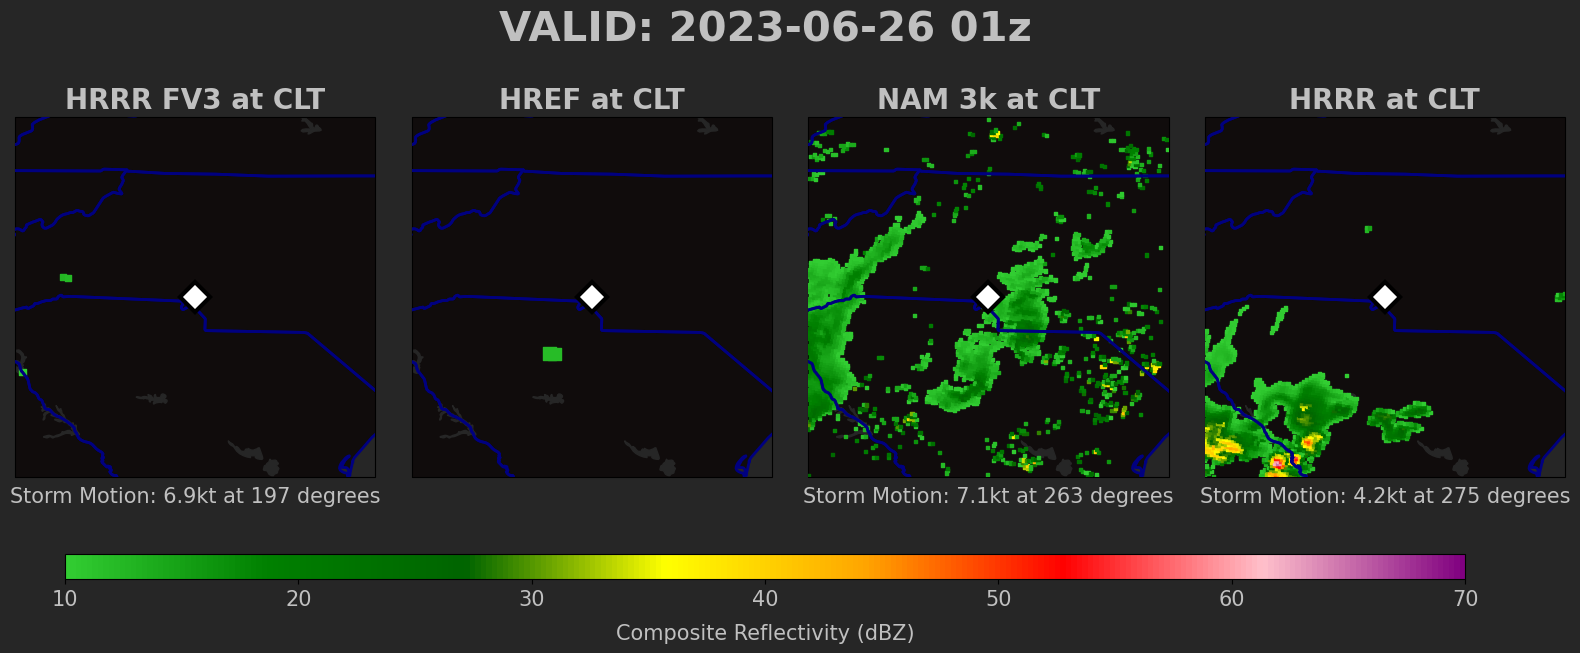 VALID: 2023-06-26 01z
HRRR FV3 at CLT
HREF at CLT
NAM 3k at CLT
HRRR at CLT
Storm Motion: 6.9kt at 197 degrees
Storm Motion: 7.1kt at 263 degrees
Storm Motion: 4.2kt at 275 degrees
10 20 30 40 50 60 70
Composite Reflectivity (dBZ)